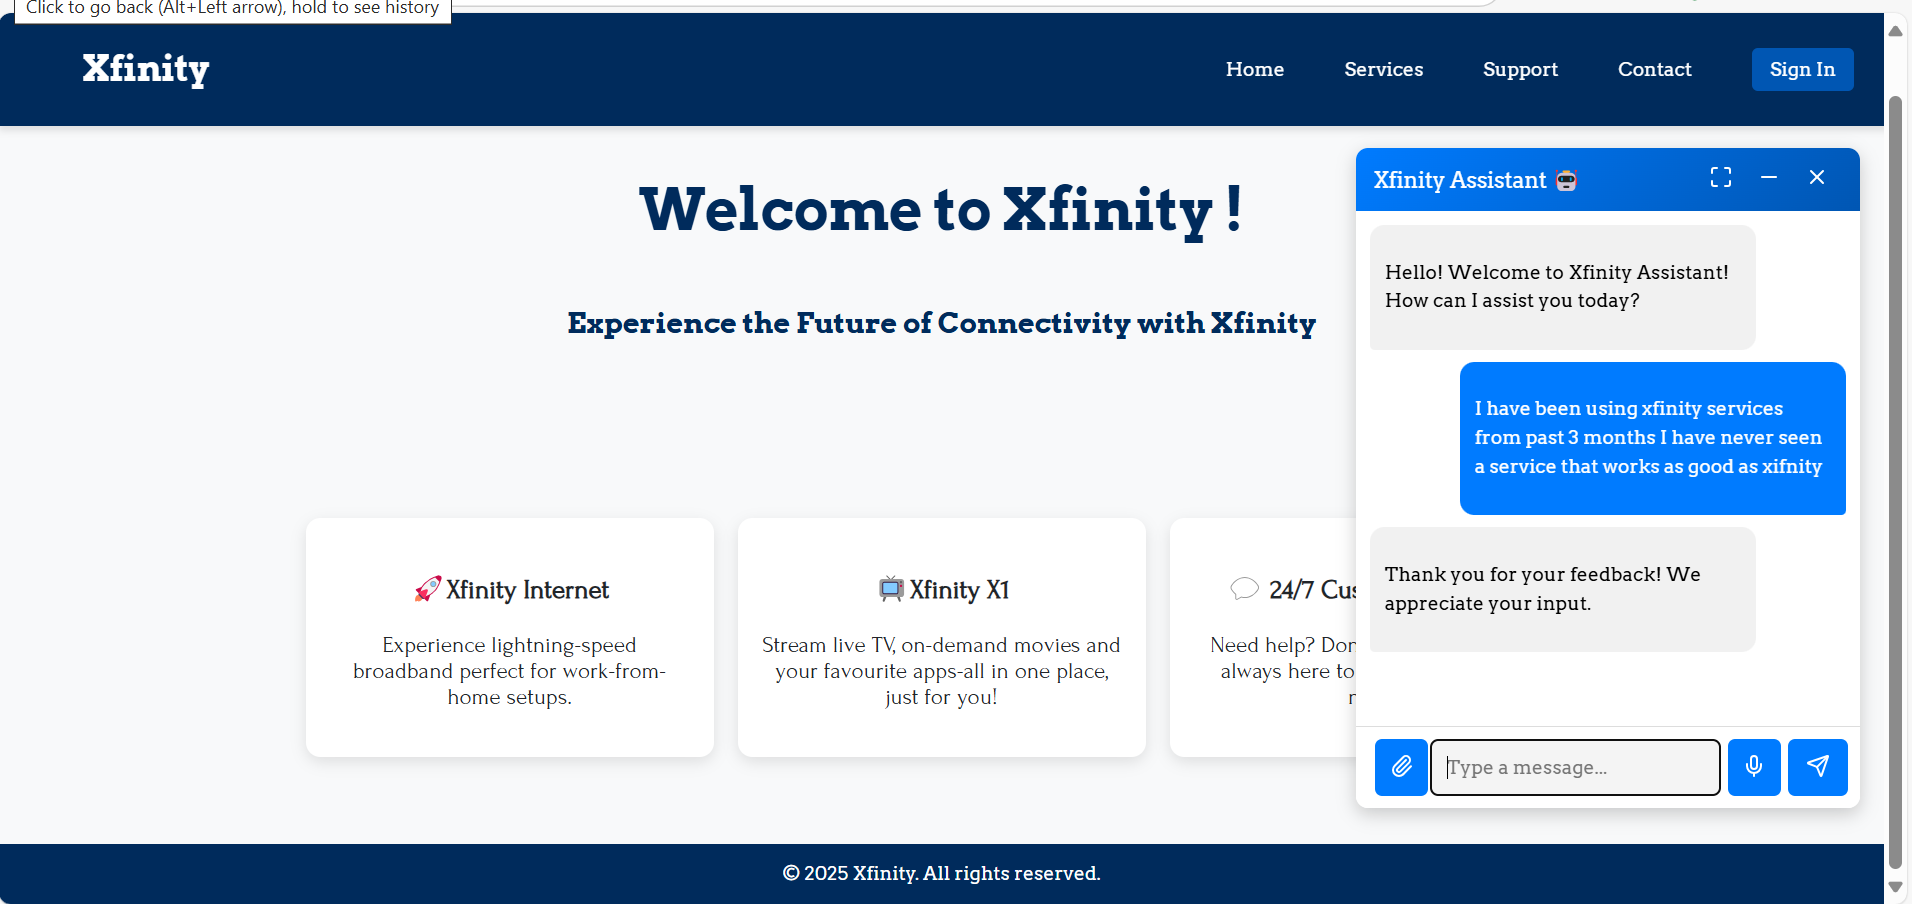 Click to go back (Alt+Left arrow), hold to see history
Xfinity
Home
Services
Support
Contact
Sign In
Welcome to Xfinity !
Experience the Future of Connectivity with Xfinity
Xfinity Internet
Experience lightning-speed
broadband perfect for work-from-
home setups.
Xfinity X1
Stream live TV, on-demand movies and
your favourite apps-all in one place,
just for you!
24/7 Cus
Need help? Don
always here to
Xfinity Assistant
Hello! Welcome to Xfinity Assistant!
How can I assist you today?
I have been using xfinity services
from past 3 months I have never seen
a service that works as good as xifnity
Thank you for your feedback! We
appreciate your input.
Type a message...
© 2025 Xfinity. All rights reserved.